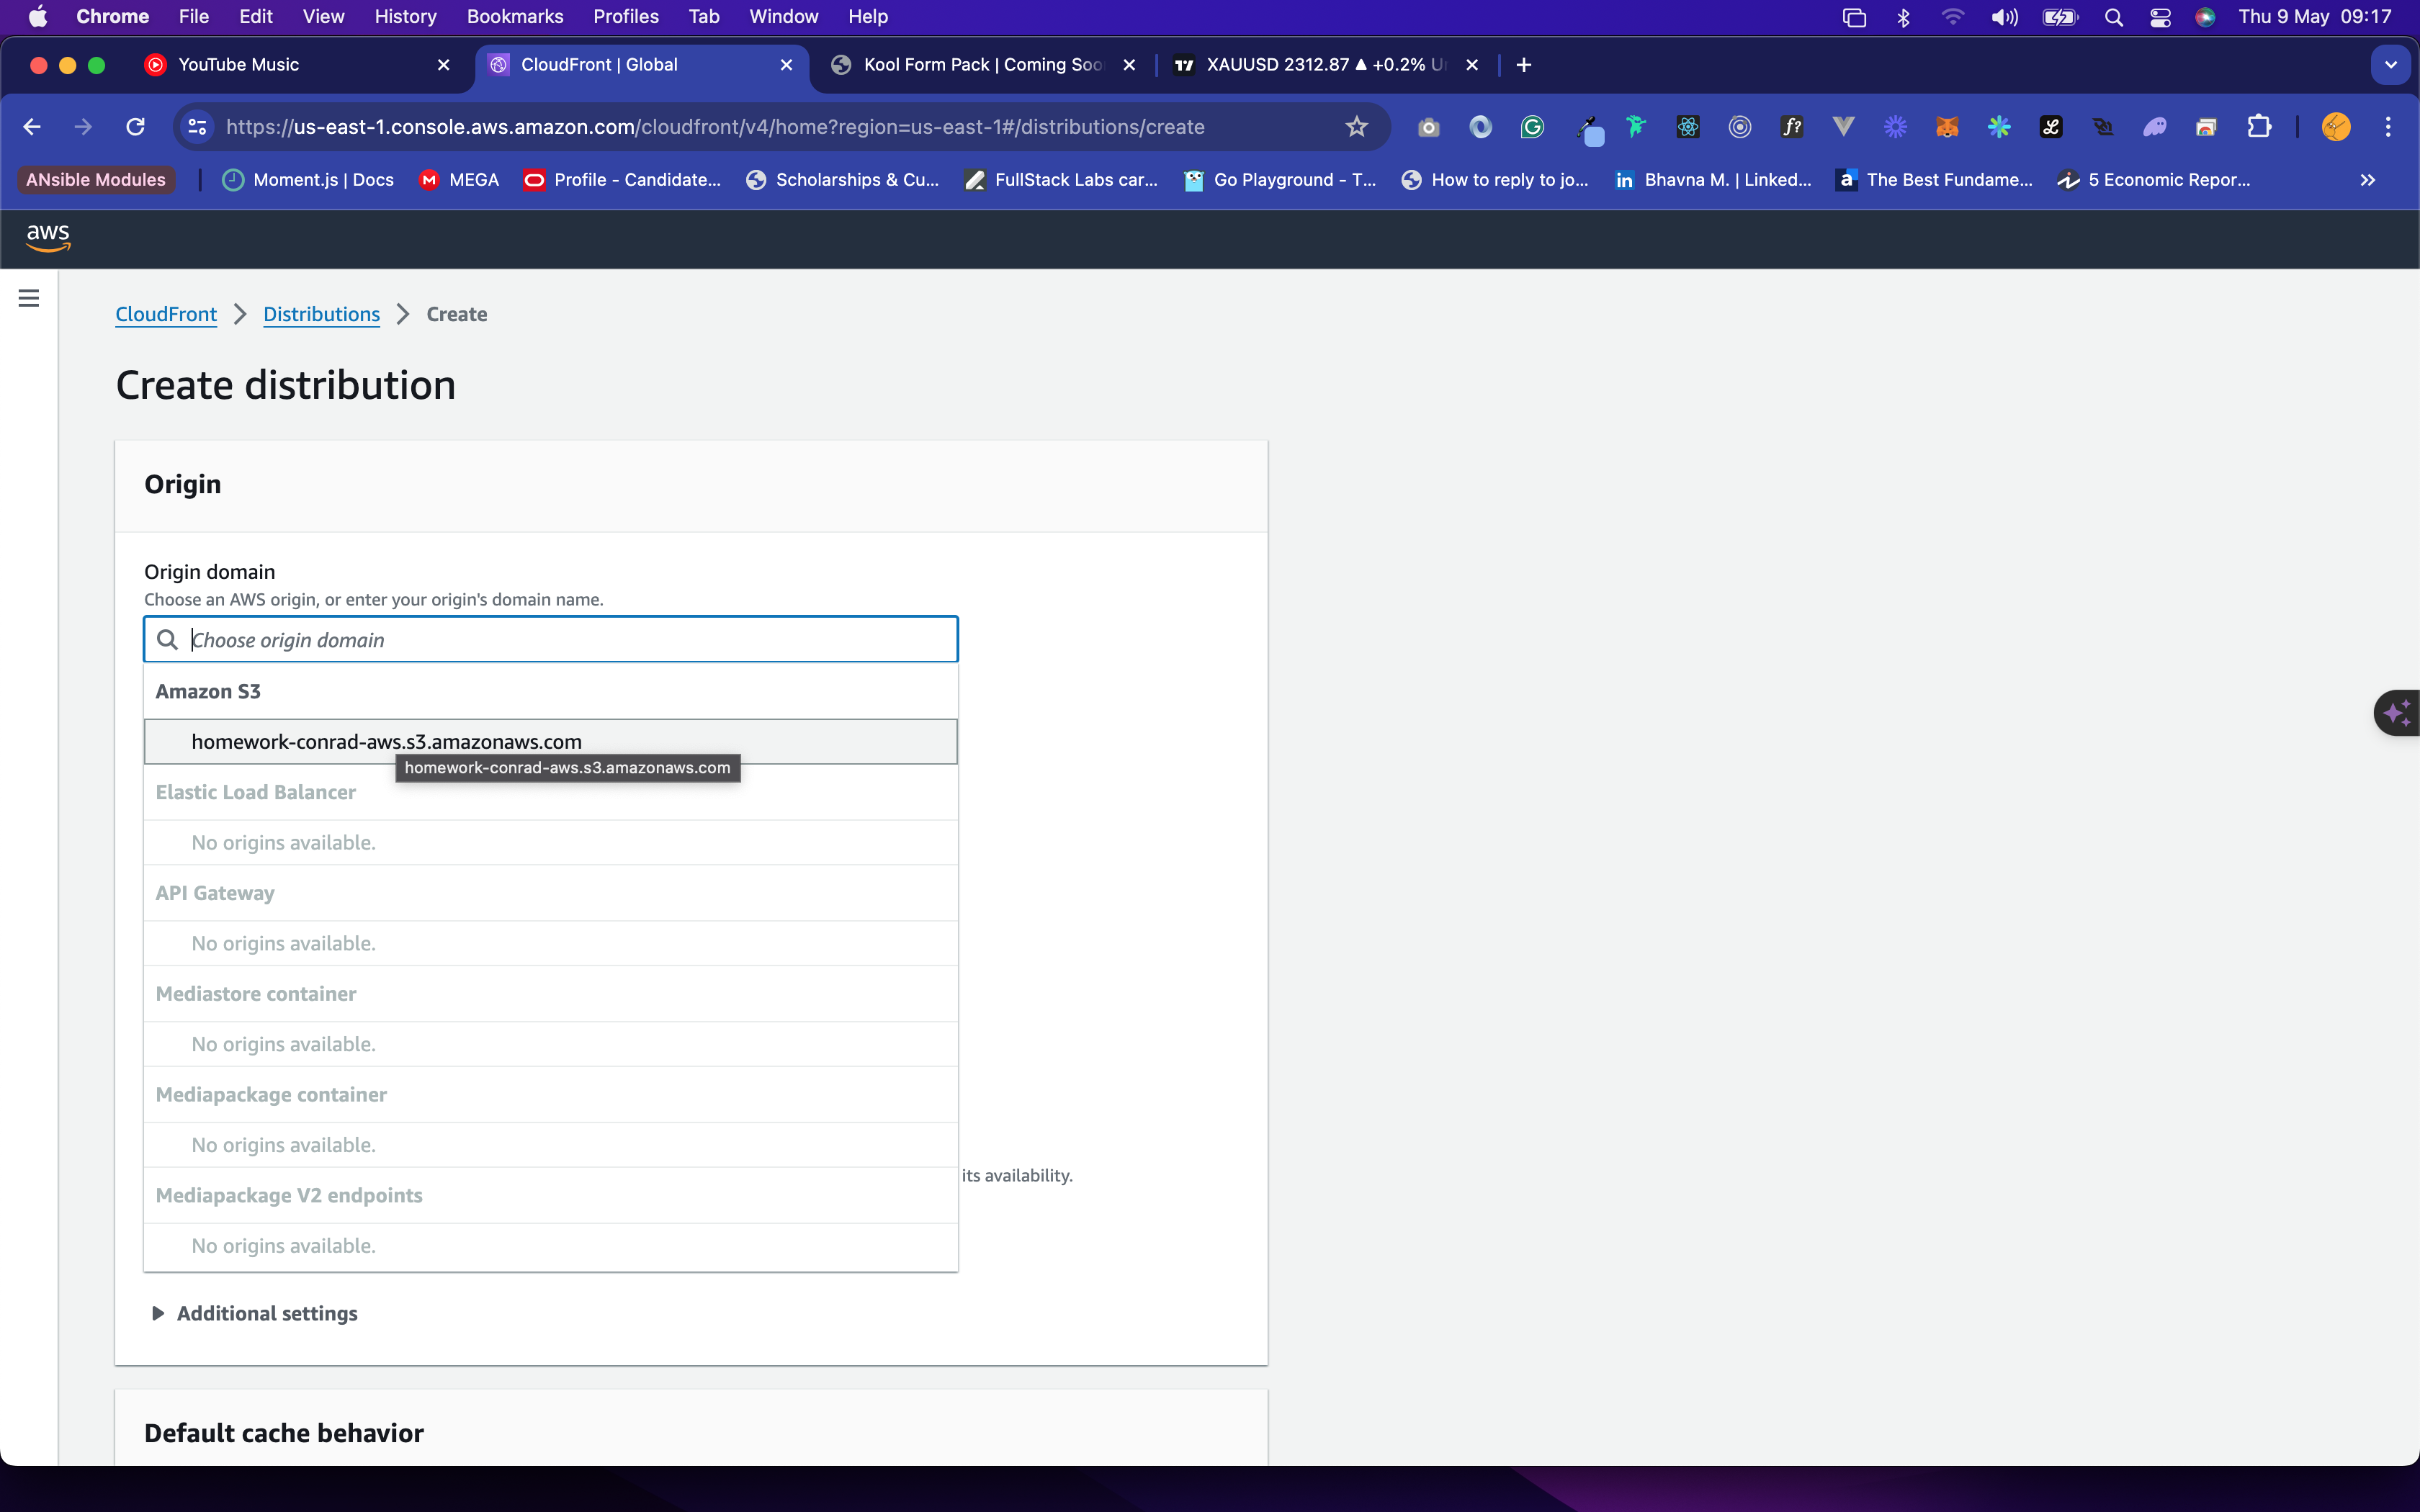 Chrome File Edit View History Bookmarks Profiles Tab Window Help Thu 9 May 09:17
YouTube Music CloudFront | Global Kool Form Pack | Coming Soo XAUUSD 2312.87 ▲ +0.2% Un
https://us-east-1.console.aws.amazon.com/cloudfront/v4/home?region=us-east-1#/distributions/create
ANsible Modules Moment.js | Docs MEGA Profile - Candidate... Scholarships & Cu... FullStack Labs car... Go Playground - T... How to reply to jo... Bhavna M. | Linked... The Best Fundame... 5 Economic Repor...
aws
CloudFront > Distributions > Create
Create distribution
Origin
Origin domain
Choose an AWS origin, or enter your origin's domain name.
Choose origin domain
Amazon S3
homework-conrad-aws.s3.amazonaws.com
homework-conrad-aws.s3.amazonaws.com
Elastic Load Balancer
No origins available.
API Gateway
No origins available.
Mediastore container
No origins available.
Mediapackage container
No origins available.
its availability.
Mediapackage V2 endpoints
No origins available.
Additional settings
Default cache behavior